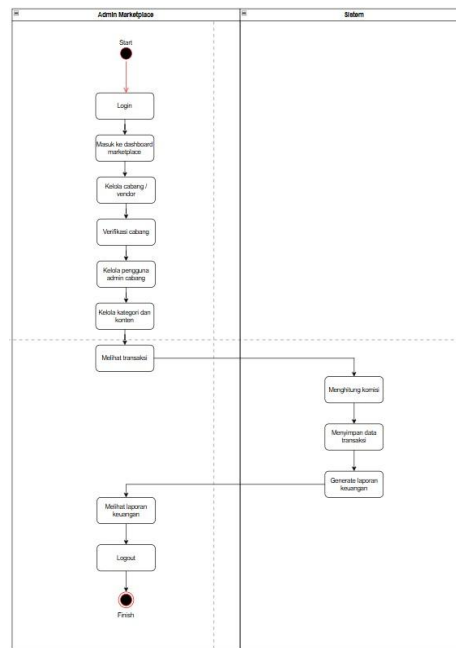 Admin Marketplace
Sistem
Start
Login
Masuk ke dashboard
marketplace
Kelola cabang /
vendor
Verifikasi cabang
Kelola pengguna
admin cabang
Kelola kategori dan
konten
Melihat transaksi
Menghitung komisi
Menyimpan data
transaksi
Generate laporan
keuangan
Melihat laporan
keuangan
Logout
Finish